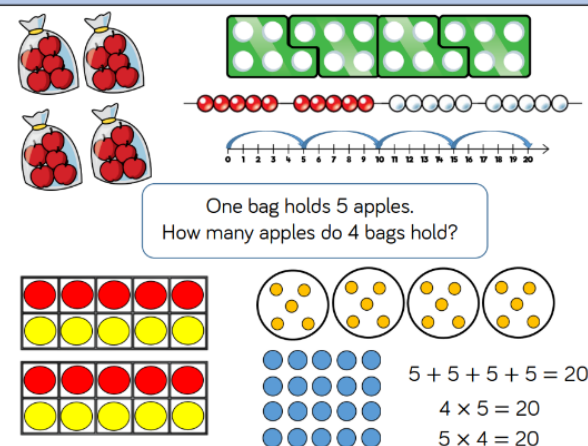 0 1 2 3 4 5 6 7 8 9 10 11 12 13 14 15 16 17 18 19 20
One bag holds 5 apples.
How many apples do 4 bags hold?
5 + 5 + 5 + 5 = 20
4 × 5 = 20
5 × 4 = 20